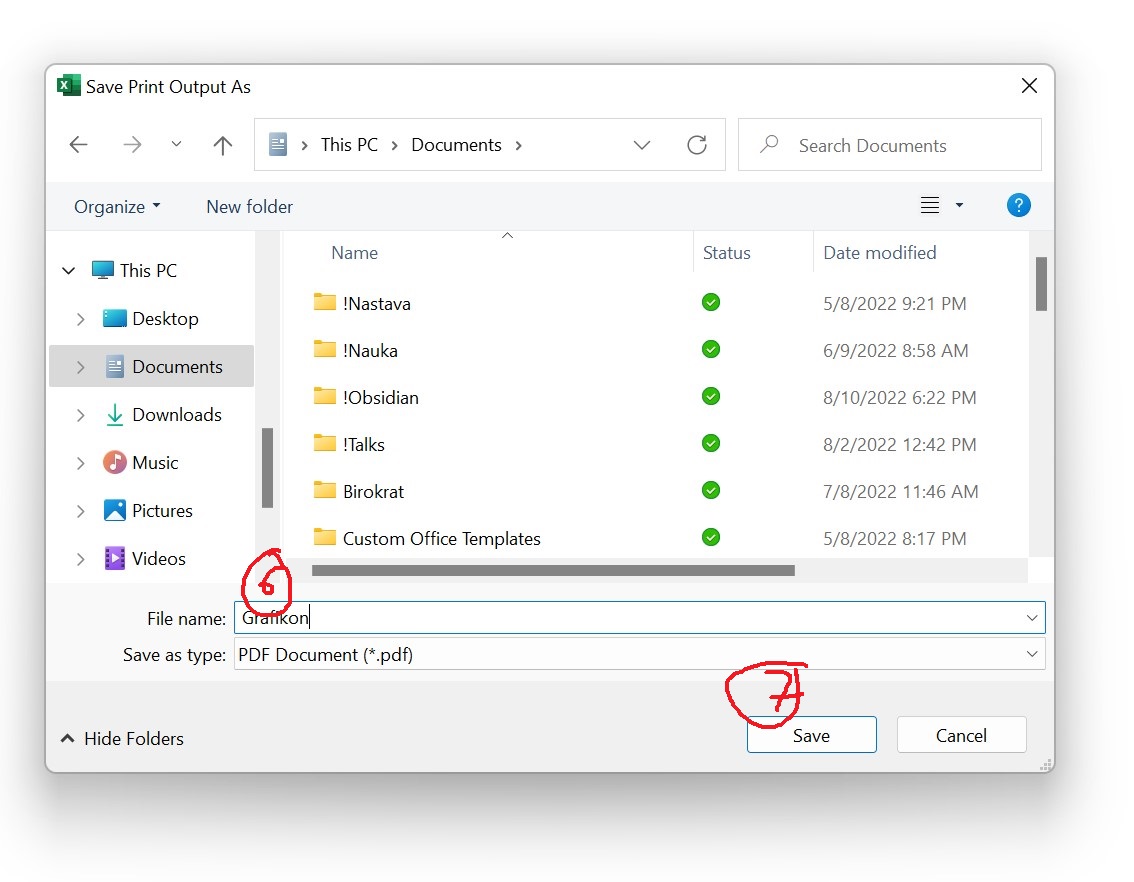 Save Print Output As
This PC > Documents >
Search Documents
Organize
New folder
?
Name
Status
Date modified
This PC
Desktop
Documents
Downloads
Music
Pictures
Videos
!Nastava 5/8/2022 9:21 PM
!Nauka 6/9/2022 8:58 AM
!Obsidian 8/10/2022 6:22 PM
!Talks 8/2/2022 12:42 PM
Birokrat 7/8/2022 11:46 AM
Custom Office Templates 5/8/2022 8:17 PM
6
File name: Grafikon
Save as type: PDF Document (*.pdf)
7
Hide Folders
Save
Cancel